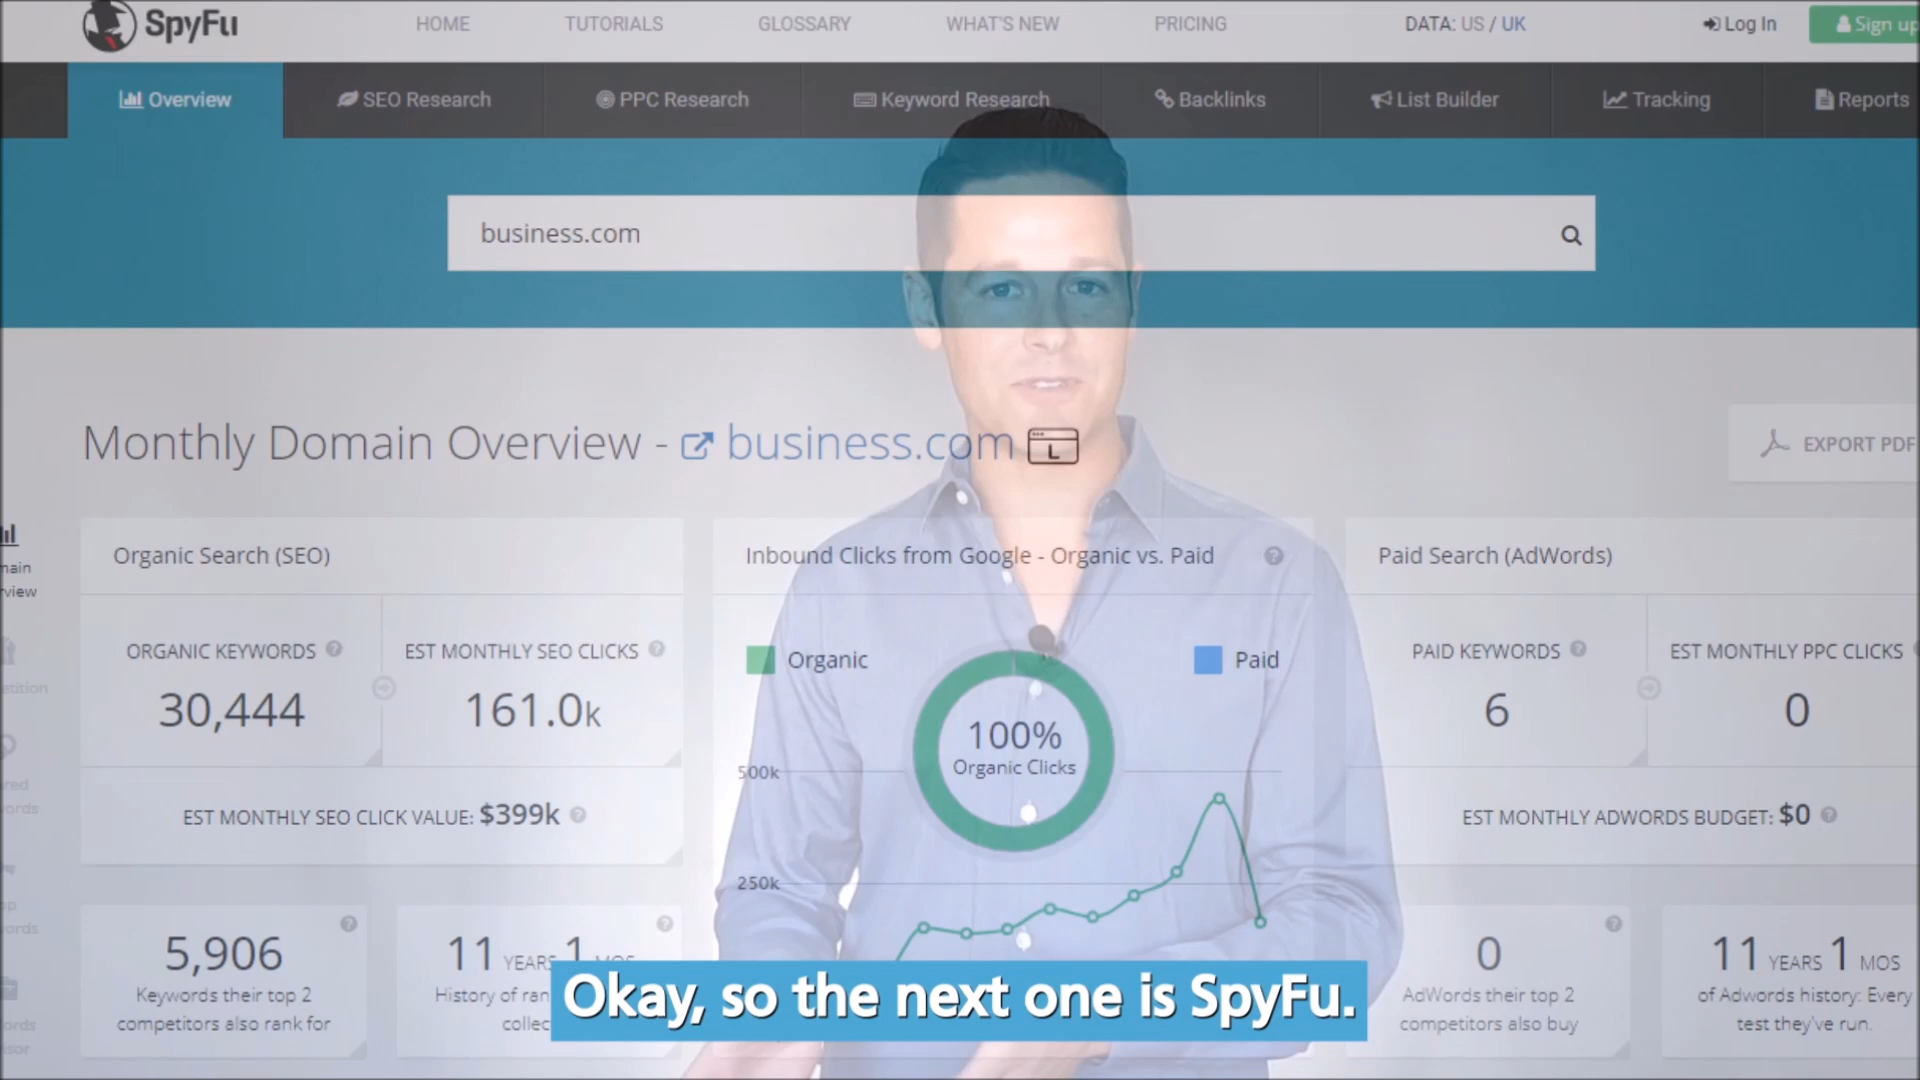 SpyFu
HOME TUTORIALS GLOSSARY WHAT'S NEW PRICING DATA: US / UK Log In Sign up
Overview SEO Research PPC Research Keyword Research Backlinks List Builder Tracking Reports
business.com
Monthly Domain Overview - business.com L
EXPORT PDF
Organic Search (SEO)
ORGANIC KEYWORDS
30,444
EST MONTHLY SEO CLICKS
161.0k
EST MONTHLY SEO CLICK VALUE: $399k
5,906
Keywords their top 2
competitors also rank for
11 YEARS 1 MOS
History of ran
collec
Inbound Clicks from Google - Organic vs. Paid
Organic
Paid
100%
Organic Clicks
500k
250k
Paid Search (AdWords)
PAID KEYWORDS
6
EST MONTHLY PPC CLICKS
0
EST MONTHLY ADWORDS BUDGET: $0
0
AdWords their top 2
competitors also buy
11 YEARS 1 MOS
of Adwords history: Every
test they've run.
Okay, so the next one is SpyFu.